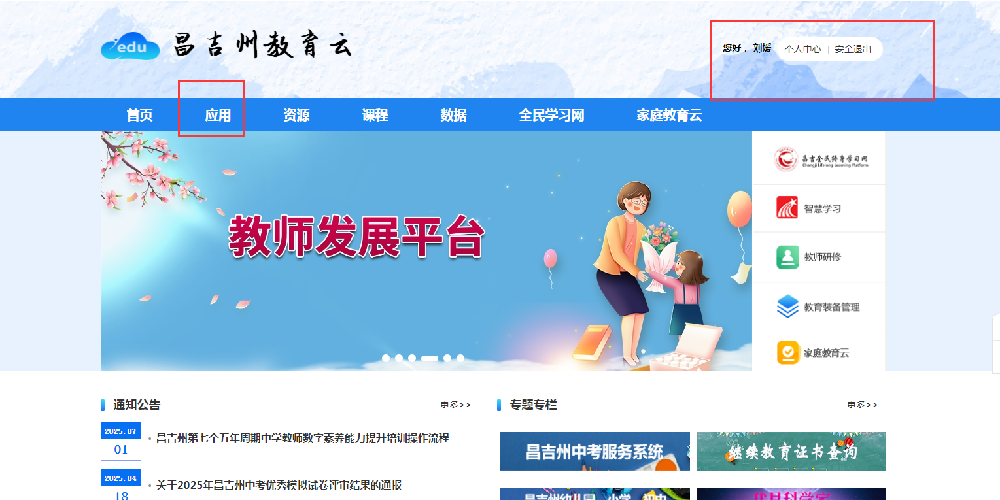 edu 昌吉州教育云
您好， 刘媛 个人中心 | 安全退出
首页 应用 资源 课程 数据 全民学习网 家庭教育云
教师发展平台
昌吉全民终身学习网
Changji Lifelong Learning Platform
智慧学习
教师研修
教育装备管理
家庭教育云
通知公告 更多>>
2025.07
01
昌吉州第七个五年周期中学教师数字素养能力提升培训操作流程
2025.04
18
关于2025年昌吉州中考优秀模拟试卷评审结果的通报
专题专栏 更多>>
昌吉州中考服务系统
继续教育证书查询